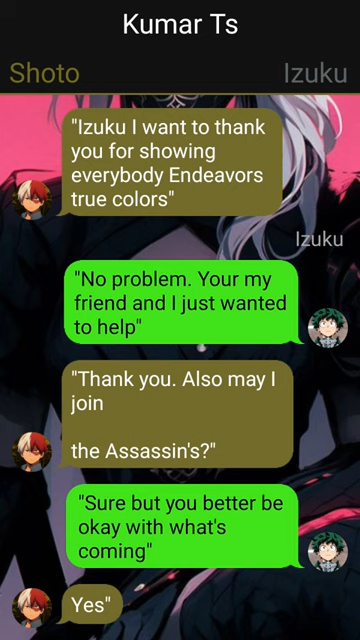 Kumar Ts
Shoto
Izuku
"Izuku I want to thank
you for showing
everybody Endeavors
true colors"
Izuku
"No problem. Your my
friend and I just wanted
to help"
"Thank you. Also may I
join
the Assassin's?"
"Sure but you better be
okay with what's
coming"
Yes"